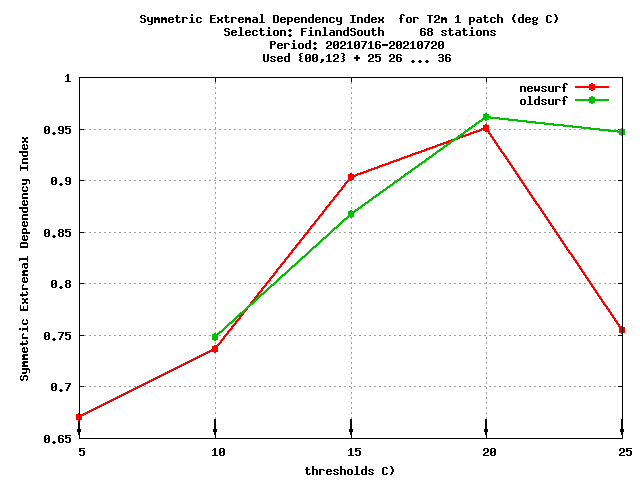 Symmetric Extremal Dependency Index  for T2m 1 patch (deg C)
Selection: FinlandSouth     68 stations
Period: 20210716-20210720
Used {00,12} + 25 26 ... 36
newsurf
oldsurf
Symmetric Extremal Dependency Index
1
0.95
0.9
0.85
0.8
0.75
0.7
0.65
5 10 15 20 25
thresholds C)